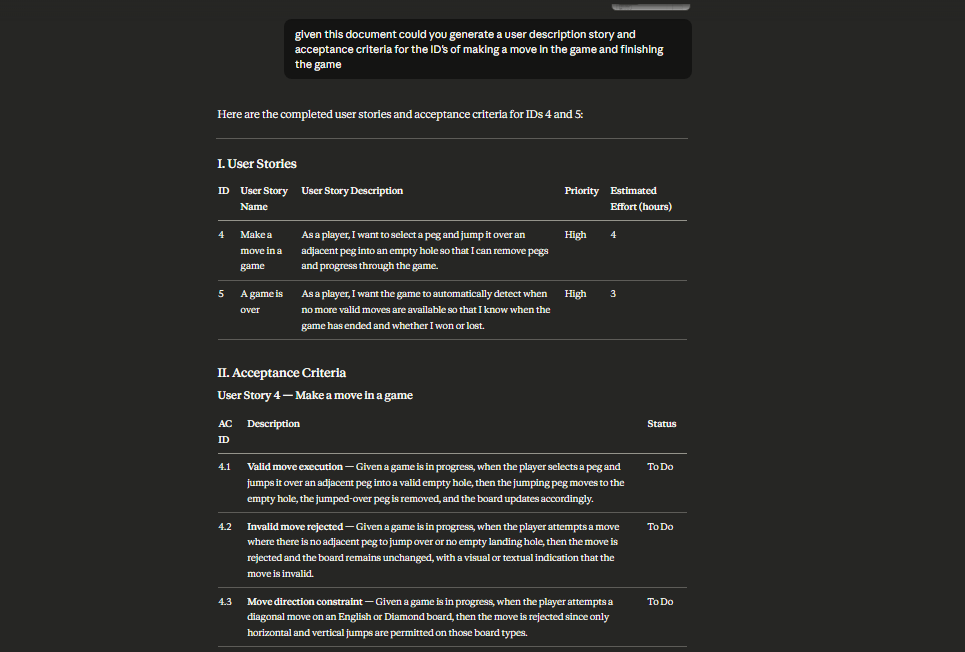 given this document could you generate a user description story and
acceptance criteria for the ID's of making a move in the game and finishing
the game
Here are the completed user stories and acceptance criteria for IDs 4 and 5:
I. User Stories
ID User Story Name User Story Description Priority Estimated Effort (hours)
4 Make a move in a game As a player, I want to select a peg and jump it over an adjacent peg into an empty hole so that I can remove pegs and progress through the game. High 4
5 A game is over As a player, I want the game to automatically detect when no more valid moves are available so that I know when the game has ended and whether I won or lost. High 3
II. Acceptance Criteria
User Story 4 — Make a move in a game
AC ID Description Status
4.1 Valid move execution — Given a game is in progress, when the player selects a peg and jumps it over an adjacent peg into a valid empty hole, then the jumping peg moves to the empty hole, the jumped-over peg is removed, and the board updates accordingly. To Do
4.2 Invalid move rejected — Given a game is in progress, when the player attempts a move where there is no adjacent peg to jump over or no empty landing hole, then the move is rejected and the board remains unchanged, with a visual or textual indication that the move is invalid. To Do
4.3 Move direction constraint — Given a game is in progress, when the player attempts a diagonal move on an English or Diamond board, then the move is rejected since only horizontal and vertical jumps are permitted on those board types. To Do